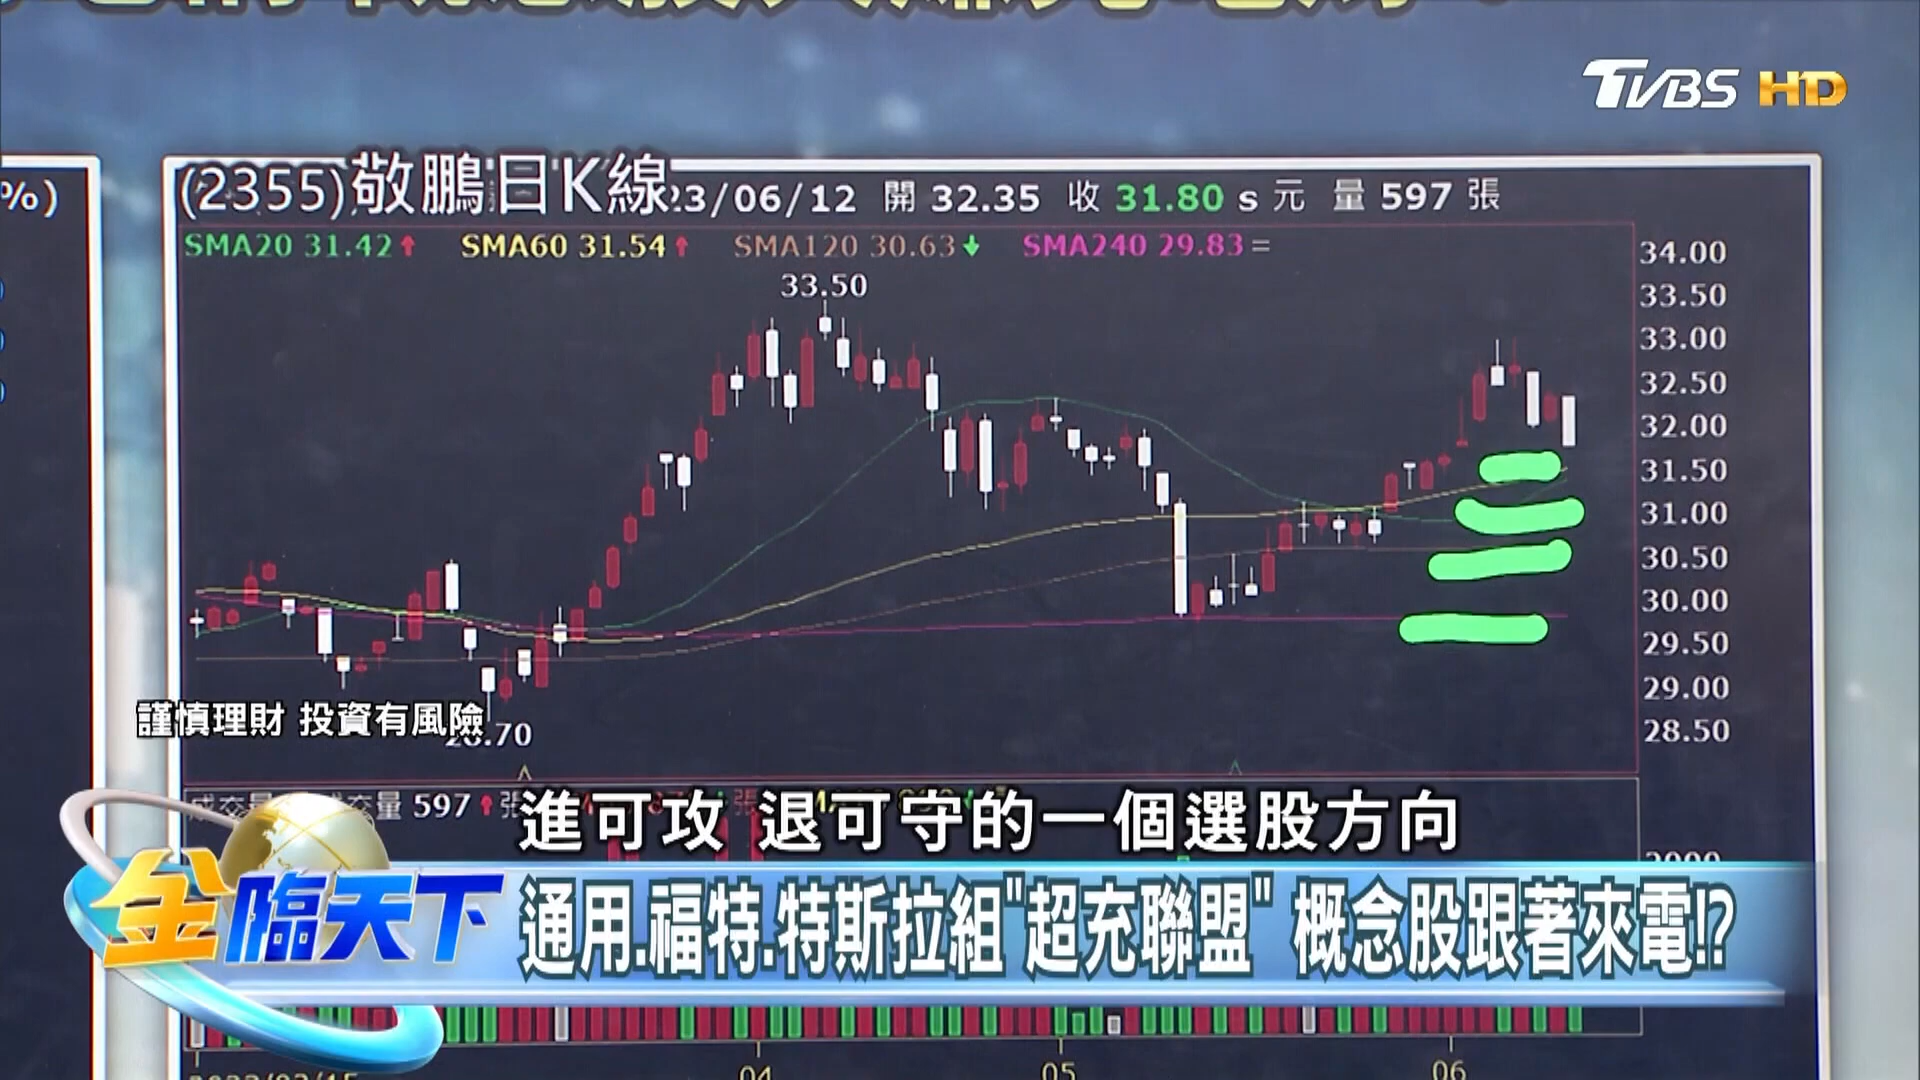 TVBS HD
%)
(2355)敬鵬日K線 23/06/12 開 32.35 收 31.80 s 元 量 597 張
SMA20 31.42↑ SMA60 31.54↑ SMA120 30.63↓ SMA240 29.83=
34.00
33.50
33.50
33.00
32.50
32.00
31.50
31.00
30.50
30.00
29.50
29.00
28.50
謹慎理財 投資有風險
28.70
量 597↑張
進可攻 退可守的一個選股方向
2000
金臨天下
通用.福特.特斯拉組"超充聯盟" 概念股跟著來電!?
04
05
06